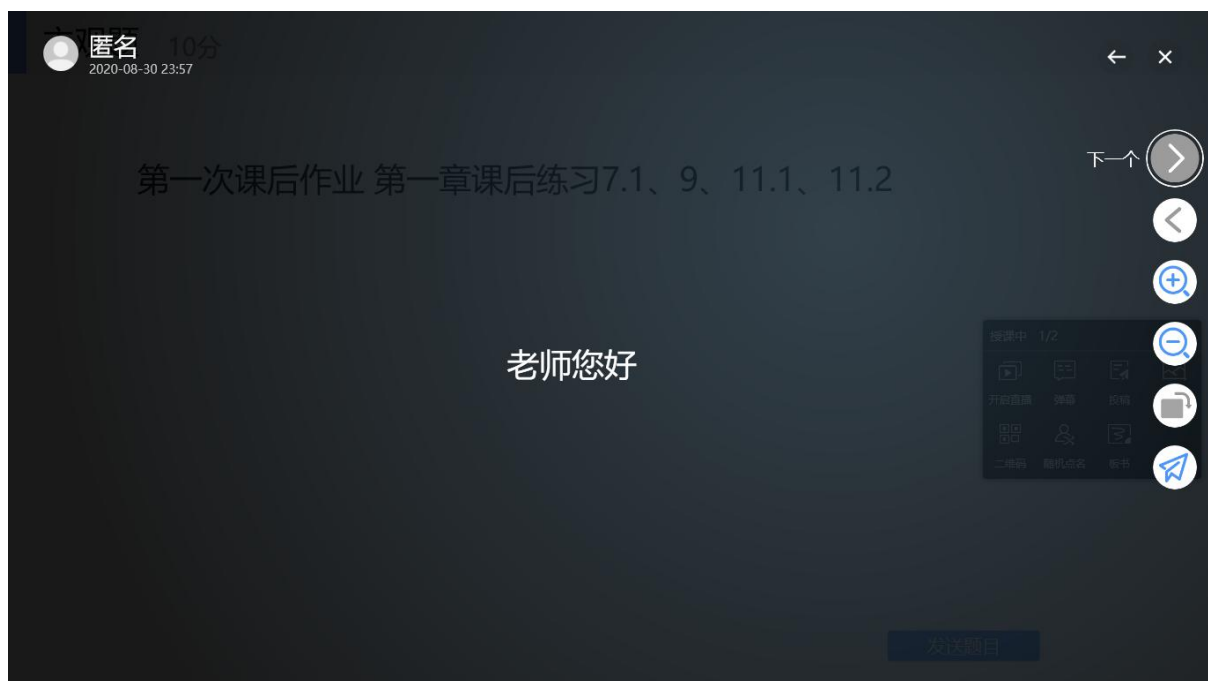 主观题 10分
匿名
2020-08-30 23:57
下一个
第一次课后作业 第一章课后练习7.1、9、11.1、11.2
老师您好
授课中 1/2
开启直播 弹幕 投稿
二维码 随机点名 板书
发送题目